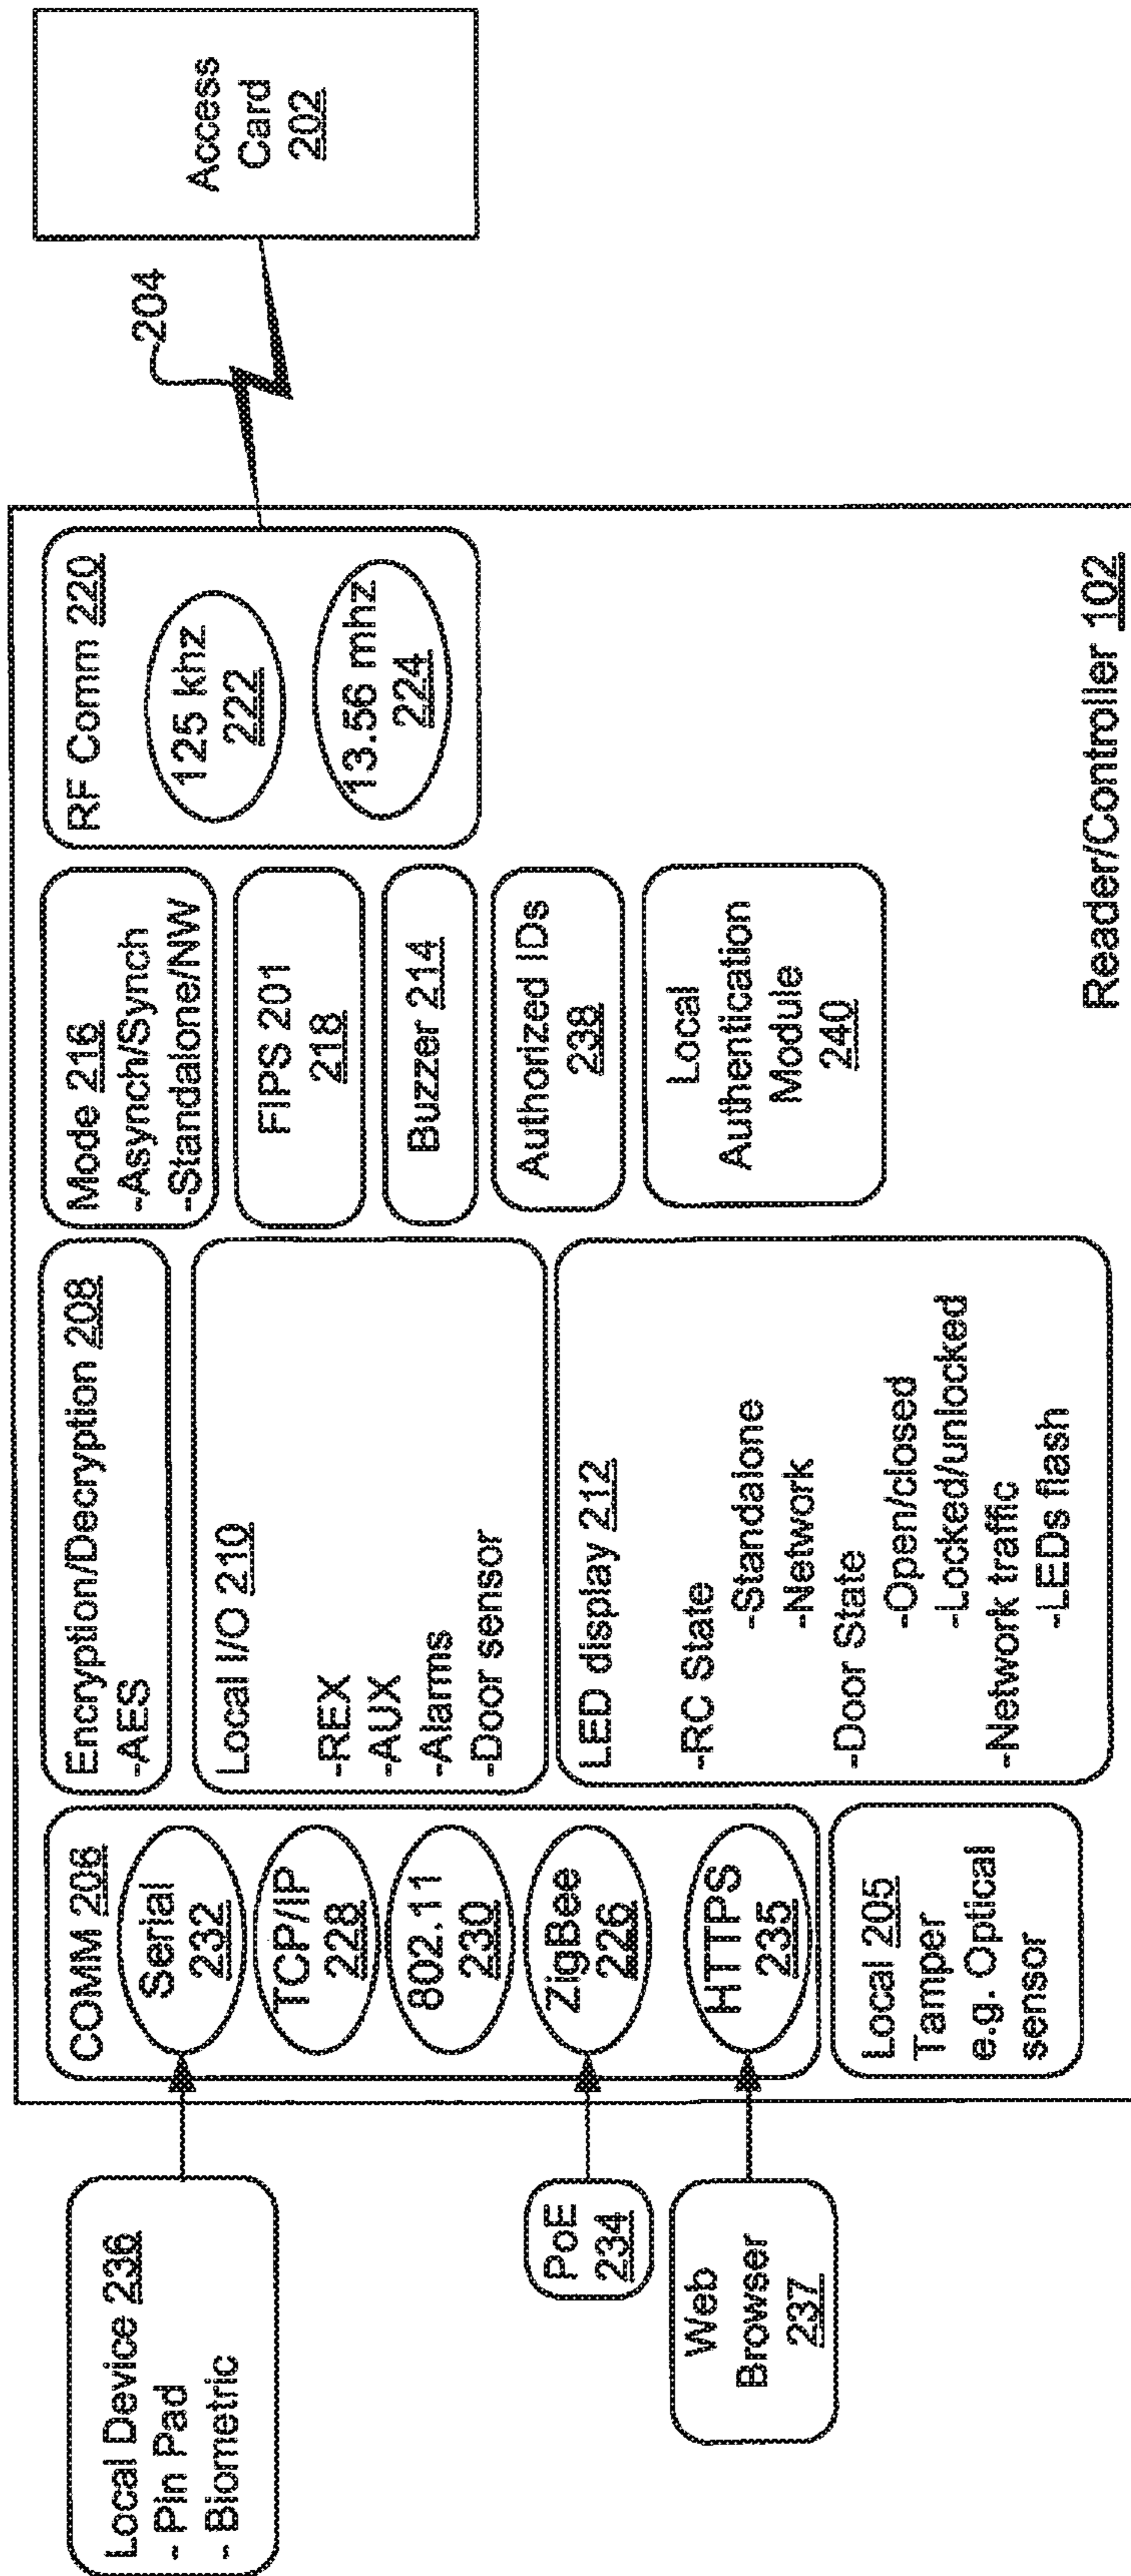 Local Device 236
- Pin Pad
- Biometric
PoE
234
Web
Browser
237
COMM 206
Serial
232
TCP/IP
228
802.11
230
ZigBee
226
HTTPS
235
Local 205
Tamper
e.g. Optical
sensor
Encryption/Decryption 208
-AES
Local I/O 210
-REX
-AUX
-Alarms
-Door sensor
LED display 212
-RC State
-Standalone
-Network
-Door State
-Open/closed
-Locked/unlocked
-Network traffic
-LEDs flash
Mode 216
-Asynch/Synch
-Standalone/NW
FIPS 201
218
Buzzer 214
Authorized IDs
238
Local
Authentication
Module
240
RF Comm 220
125 khz
222
13.56 mhz
224
Reader/Controller 102
204
Access
Card
202